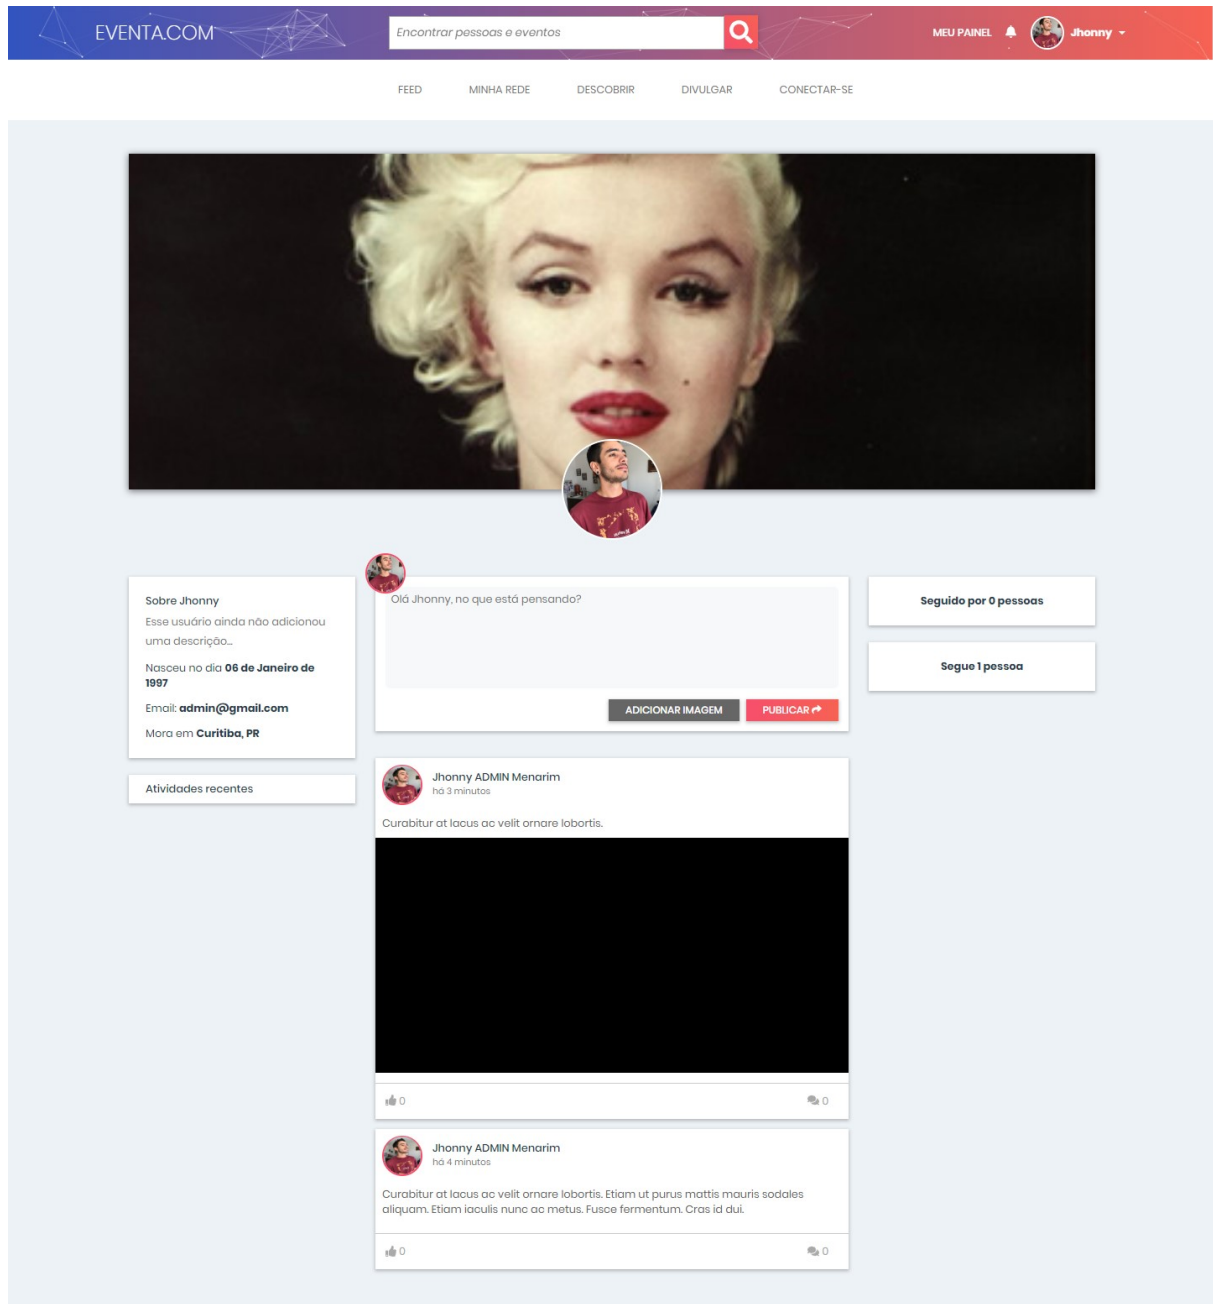 EVENTA.COM
Encontrar pessoas e eventos
MEU PAINEL
Jhonny
FEED MINHA REDE DESCOBRIR DIVULGAR CONECTAR-SE
Sobre Jhonny
Esse usuário ainda não adicionou
uma descrição...
Nasceu no dia 06 de Janeiro de
1997
Email: admin@gmail.com
Mora em Curitiba, PR
Atividades recentes
Olá Jhonny, no que está pensando?
ADICIONAR IMAGEM PUBLICAR
Jhonny ADMIN Menarim
há 3 minutos
Curabitur at lacus ac velit ornare lobortis.
0 0
Jhonny ADMIN Menarim
há 4 minutos
Curabitur at lacus ac velit ornare lobortis. Etiam ut purus mattis mauris sodales
aliquam. Etiam iaculis nunc ac metus. Fusce fermentum. Cras id dui.
0 0
Seguido por 0 pessoas
Segue 1 pessoa